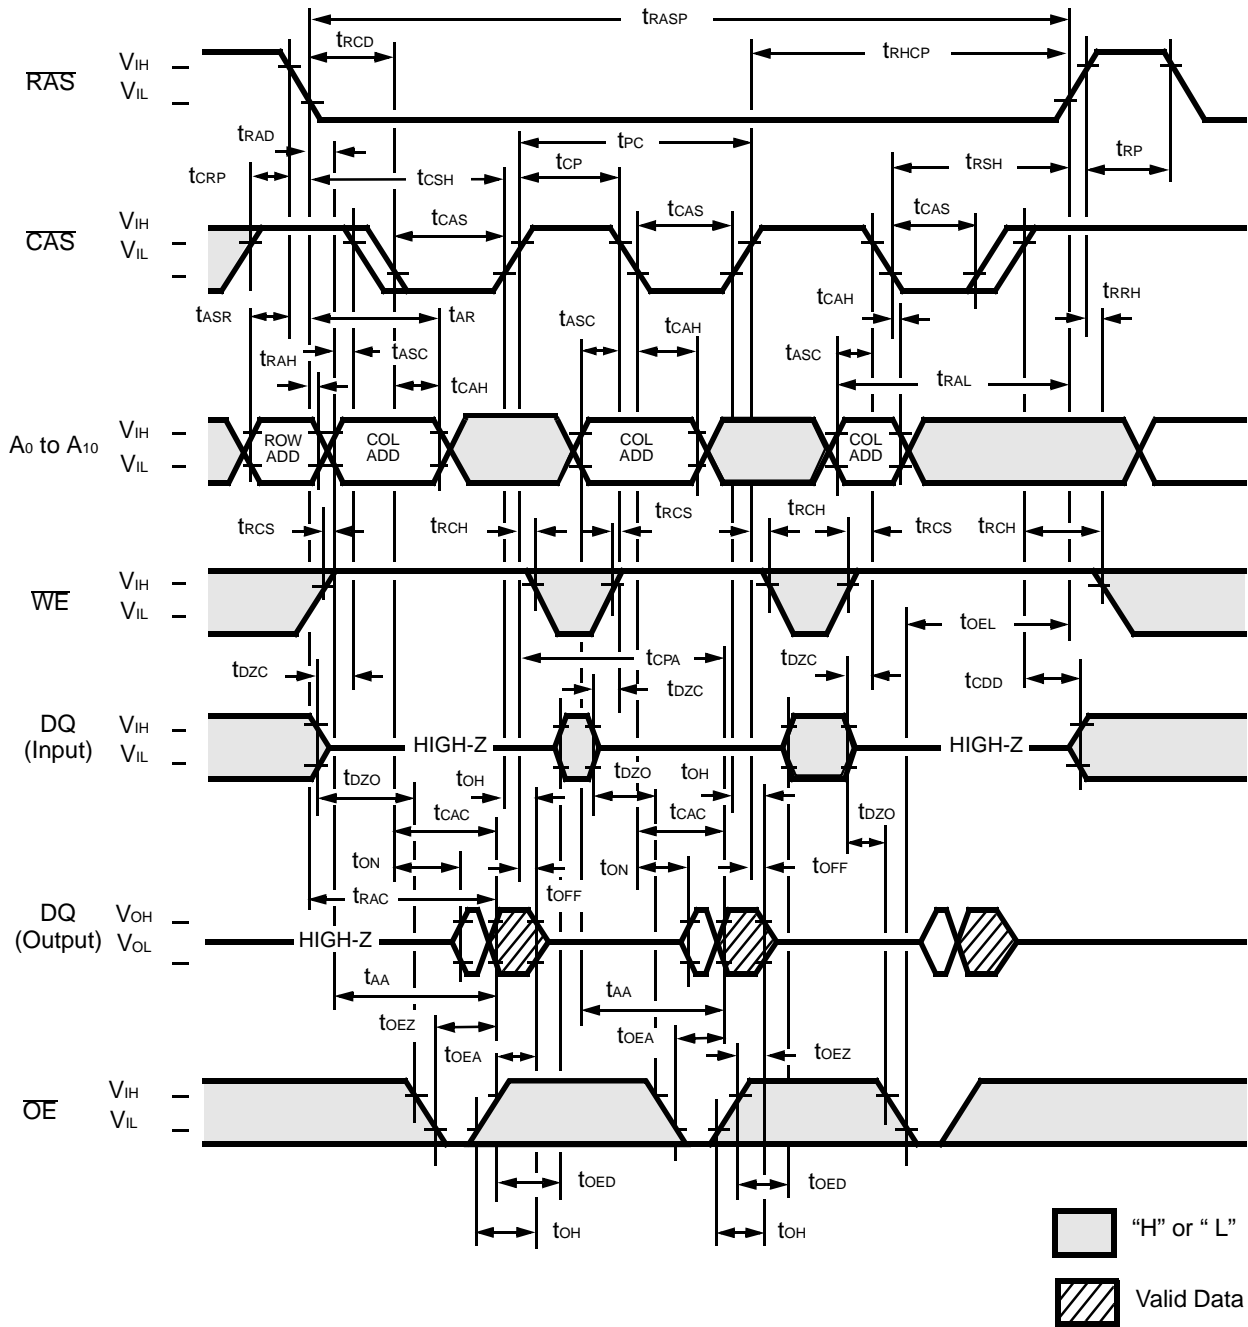 tRASP
tRCD
tRHCP
RAS
VIH
VIL
tRAD
tPC
tRP
tCRP
tCSH
tCP
tRSH
CAS
VIH
VIL
tCAS
tCAS
tCAS
tASR
tAR
tASC
tCAH
tCAH
tRRH
tRAH
tASC
tASC
tCAH
tRAL
A0 to A10
VIH
VIL
ROW ADD
COL ADD
COL ADD
COL ADD
tRCS
tRCH
tRCS
tRCH
tRCS
tRCH
WE
VIH
VIL
tOEL
tCPA
tDZC
tDZC
tDZC
tCDD
DQ (Input)
VIH
VIL
HIGH-Z
HIGH-Z
tDZO
tOH
tDZO
tOH
tDZO
tCAC
tCAC
tON
tOFF
tON
tOFF
tRAC
DQ (Output)
VOH
VOL
HIGH-Z
tAA
tAA
tOEZ
tOEA
tOEA
tOEZ
OE
VIH
VIL
tOED
tOED
tOH
tOH
“H” or “ L”
Valid Data